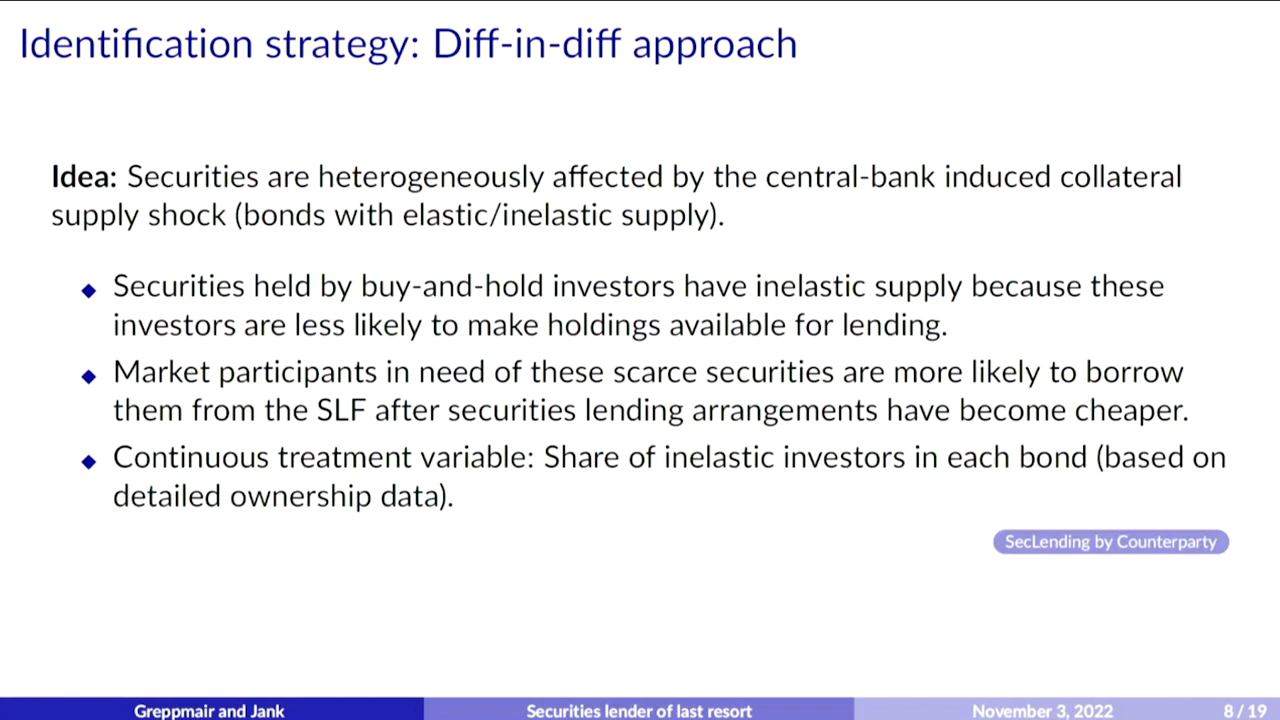 Identification strategy: Diff-in-diff approach
Idea: Securities are heterogeneously affected by the central-bank induced collateral
supply shock (bonds with elastic/inelastic supply).
Securities held by buy-and-hold investors have inelastic supply because these
investors are less likely to make holdings available for lending.
Market participants in need of these scarce securities are more likely to borrow
them from the SLF after securities lending arrangements have become cheaper.
Continuous treatment variable: Share of inelastic investors in each bond (based on
detailed ownership data).
SecLending by Counterparty
Greppmair and Jank Securities lender of last resort November 3, 2022 8 / 19